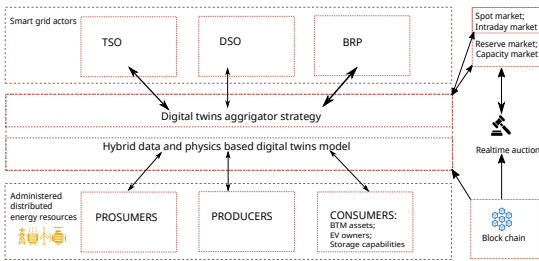 Smart grid actors
TSO
DSO
BRP
Spot market;
Intraday market
Reserve market;
Capacity market
Digital twins aggrigator strategy
Hybrid data and physics based digital twins model
Realtime auction
Administered
distributed
energy resources
PROSUMERS
PRODUCERS
CONSUMERS:
BTM assets;
EV owners;
Storage capabilities
Block chain